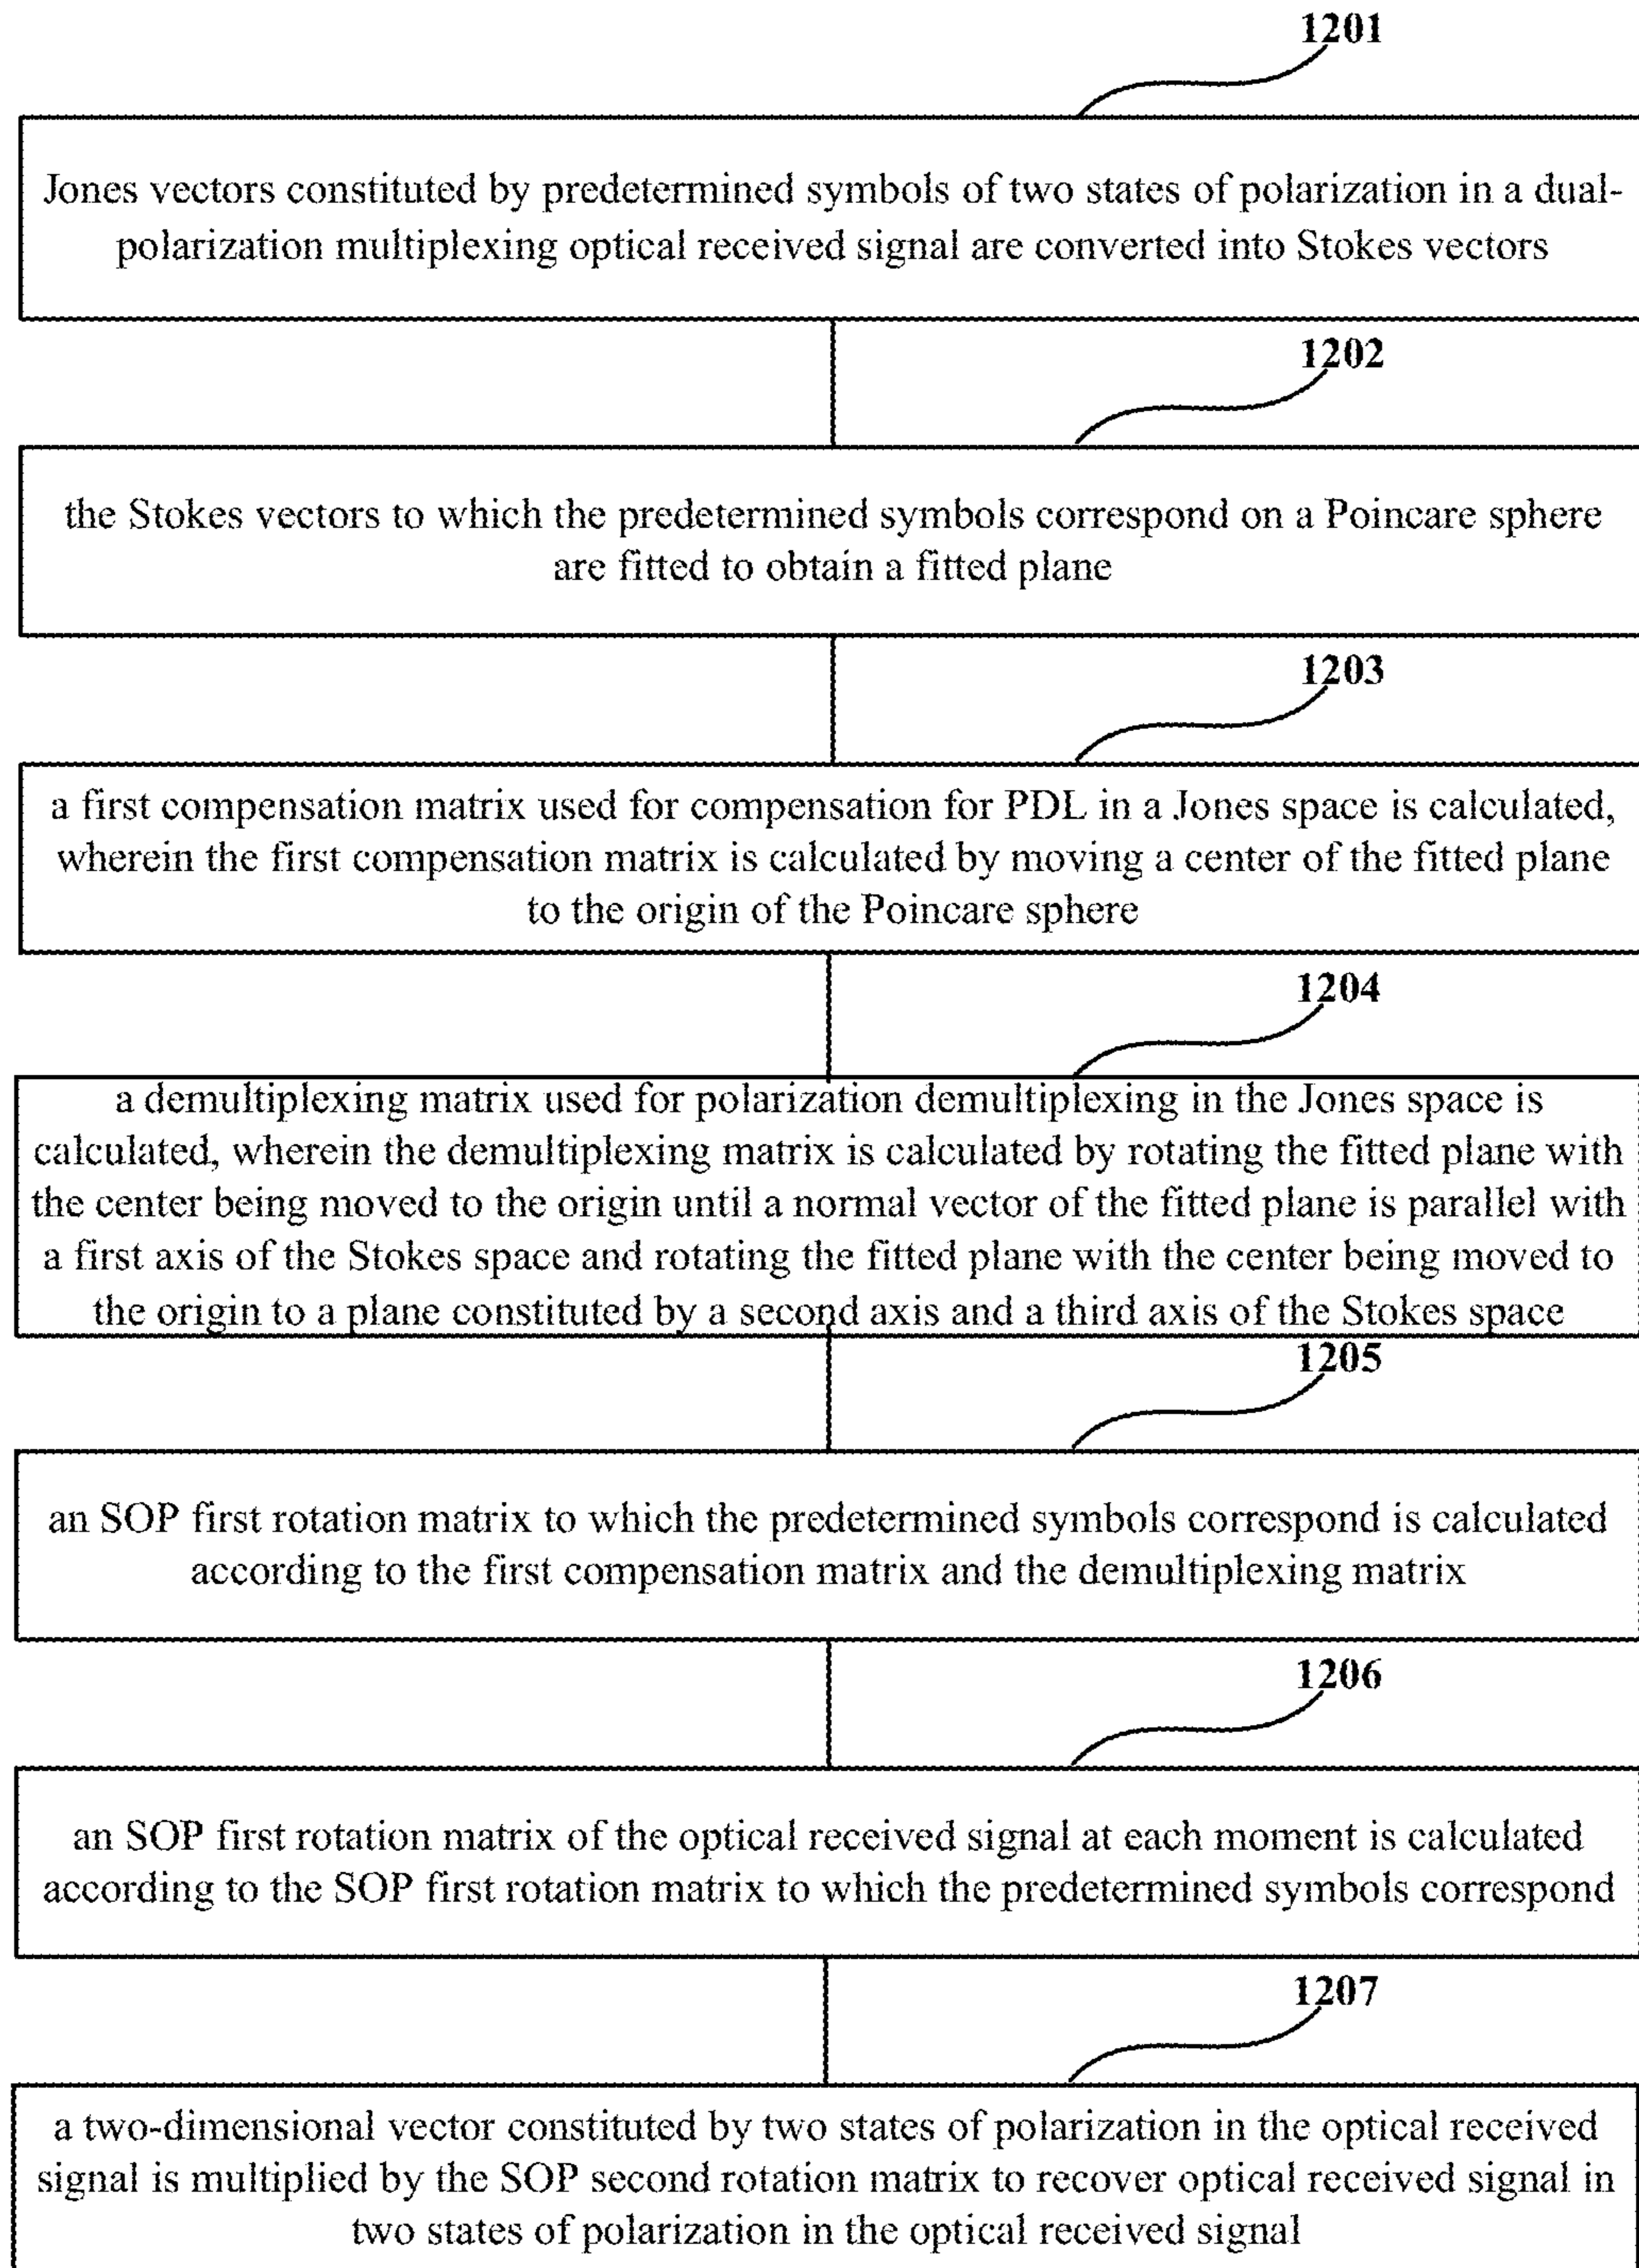 1201
Jones vectors constituted by predetermined symbols of two states of polarization in a dual-
polarization multiplexing optical received signal are converted into Stokes vectors
1202
the Stokes vectors to which the predetermined symbols correspond on a Poincare sphere
are fitted to obtain a fitted plane
1203
a first compensation matrix used for compensation for PDL in a Jones space is calculated,
wherein the first compensation matrix is calculated by moving a center of the fitted plane
to the origin of the Poincare sphere
1204
a demultiplexing matrix used for polarization demultiplexing in the Jones space is
calculated, wherein the demultiplexing matrix is calculated by rotating the fitted plane with
the center being moved to the origin until a normal vector of the fitted plane is parallel with
a first axis of the Stokes space and rotating the fitted plane with the center being moved to
the origin to a plane constituted by a second axis and a third axis of the Stokes space
1205
an SOP first rotation matrix to which the predetermined symbols correspond is calculated
according to the first compensation matrix and the demultiplexing matrix
1206
an SOP first rotation matrix of the optical received signal at each moment is calculated
according to the SOP first rotation matrix to which the predetermined symbols correspond
1207
a two-dimensional vector constituted by two states of polarization in the optical received
signal is multiplied by the SOP second rotation matrix to recover optical received signal in
two states of polarization in the optical received signal